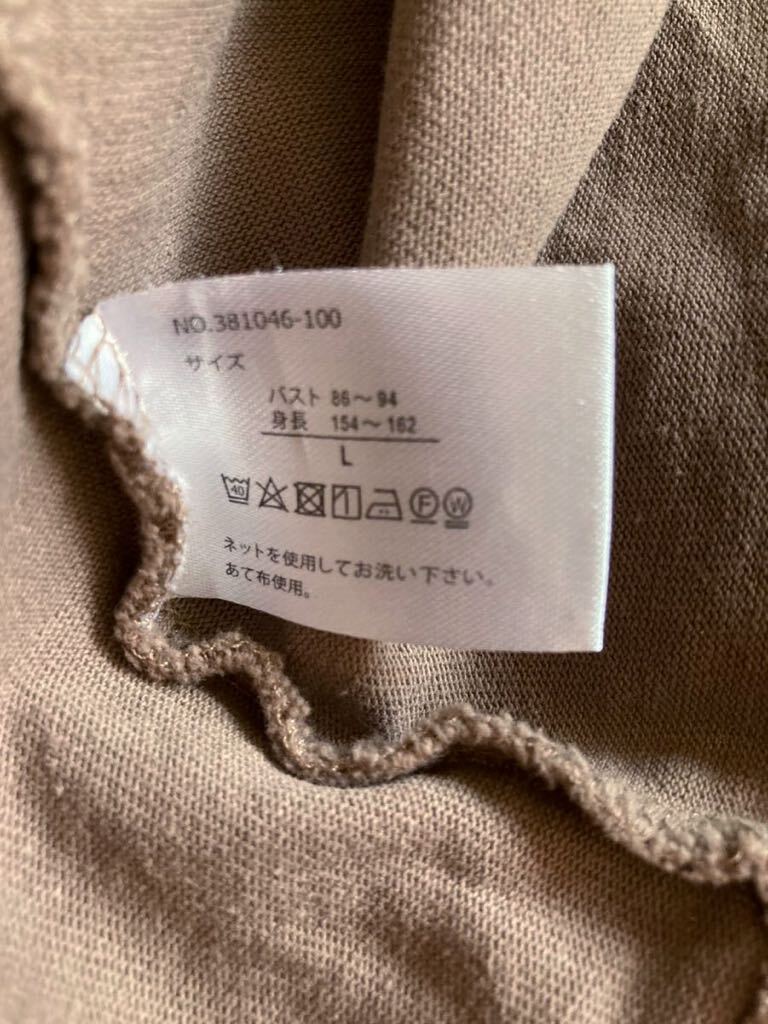 NO.381046-100
サイズ
バスト 86～94
身長 154～162
L
40 F W
ネットを使用してお洗い下さい。
あて布使用。